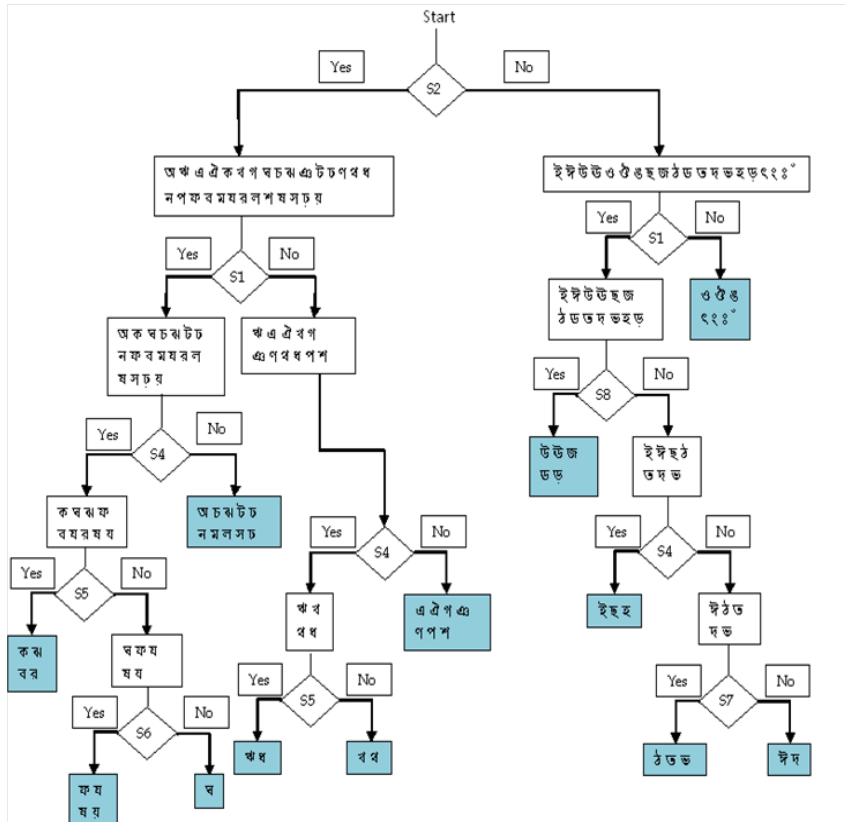 Start
Yes
No
S2
অ ঋ এ ঐ ক খ গ ঘ চ ঝ ঞ ট ঢ ণ থ ধ
ন প ফ ব ম য র ল শ ষ স ঢ় য়
ই ঈ উ ঊ ও ঔ ঙ ছ জ ঠ ড ত দ ভ হ ড় ৎ ং ঃ ঁ
Yes
No
S1
Yes
No
S1
অ ক ঘ চ ঝ ট ঢ
ন ফ ব ম য র ল
ষ স ঢ় য়
ঋ এ ঐ খ গ
ঞ ণ থ ধ প শ
ই ঈ উ ঊ ছ জ
ঠ ড ত দ ভ হ ড়
ও ঔ ঙ
ৎ ং ঃ ঁ
Yes
No
S4
Yes
No
S8
ক ঘ ঝ ফ
ব য র ষ য
অ চ ঝ ট ঢ
ন ম ল স ঢ
উ ঊ জ
ড ড়
ই ঈ ছ ঠ
ত দ ভ
Yes
No
S5
Yes
No
S4
Yes
No
S4
ক ঝ
ব র
ঘ ফ য
ষ য
ঋ খ
থ ধ
এ ঐ গ ঞ
ণ প শ
ই ছ হ
ঈ ঠ ত
দ ভ
Yes
No
S6
Yes
No
S5
Yes
No
S7
ফ য
ষ য়
ঘ
ঋ ধ
খ থ
ঠ ত ভ
ঈ দ